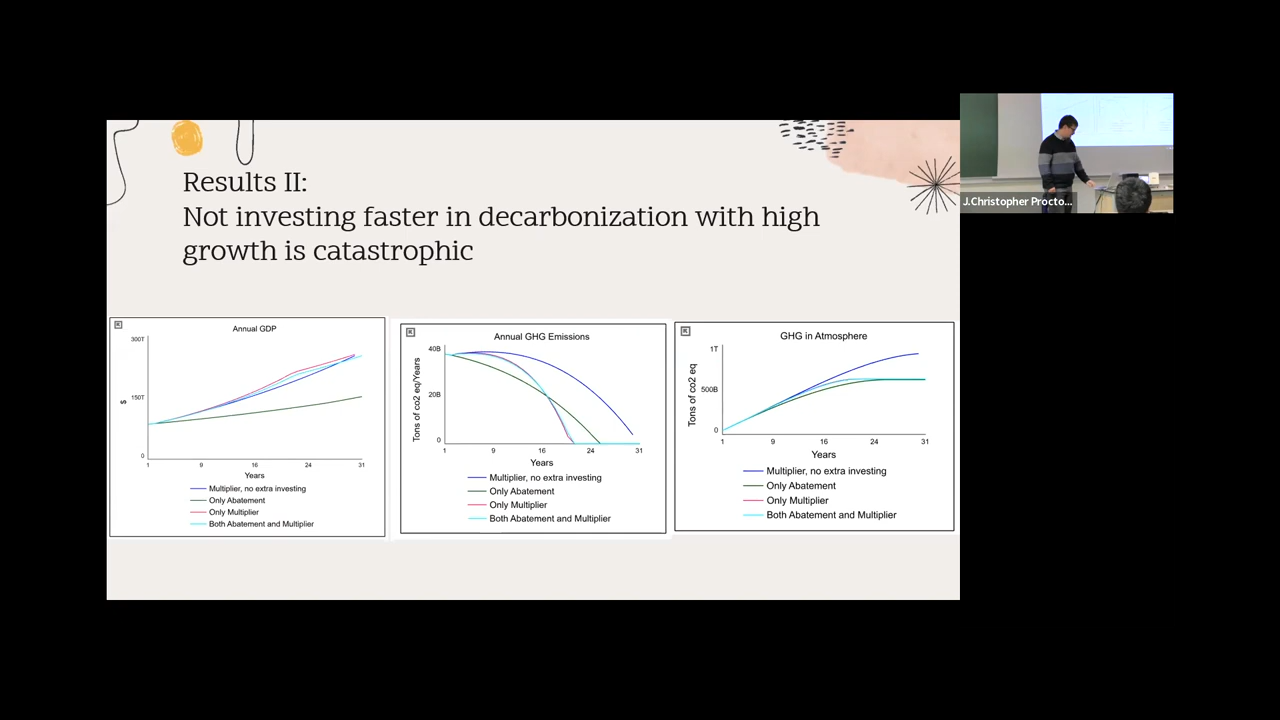 Results II:
Not investing faster in decarbonization with high
growth is catastrophic
J.Christopher Procto...
Annual GDP
300T
150T
0
$
1 9 16 24 31
Years
Multiplier, no extra investing
Only Abatement
Only Multiplier
Both Abatement and Multiplier
Annual GHG Emissions
40B
20B
0
Tons of co2 eq/Years
1 9 16 24 31
Years
Multiplier, no extra investing
Only Abatement
Only Multiplier
Both Abatement and Multiplier
GHG in Atmosphere
1T
500B
0
Tons of co2 eq
1 9 16 24 31
Years
Multiplier, no extra investing
Only Abatement
Only Multiplier
Both Abatement and Multiplier